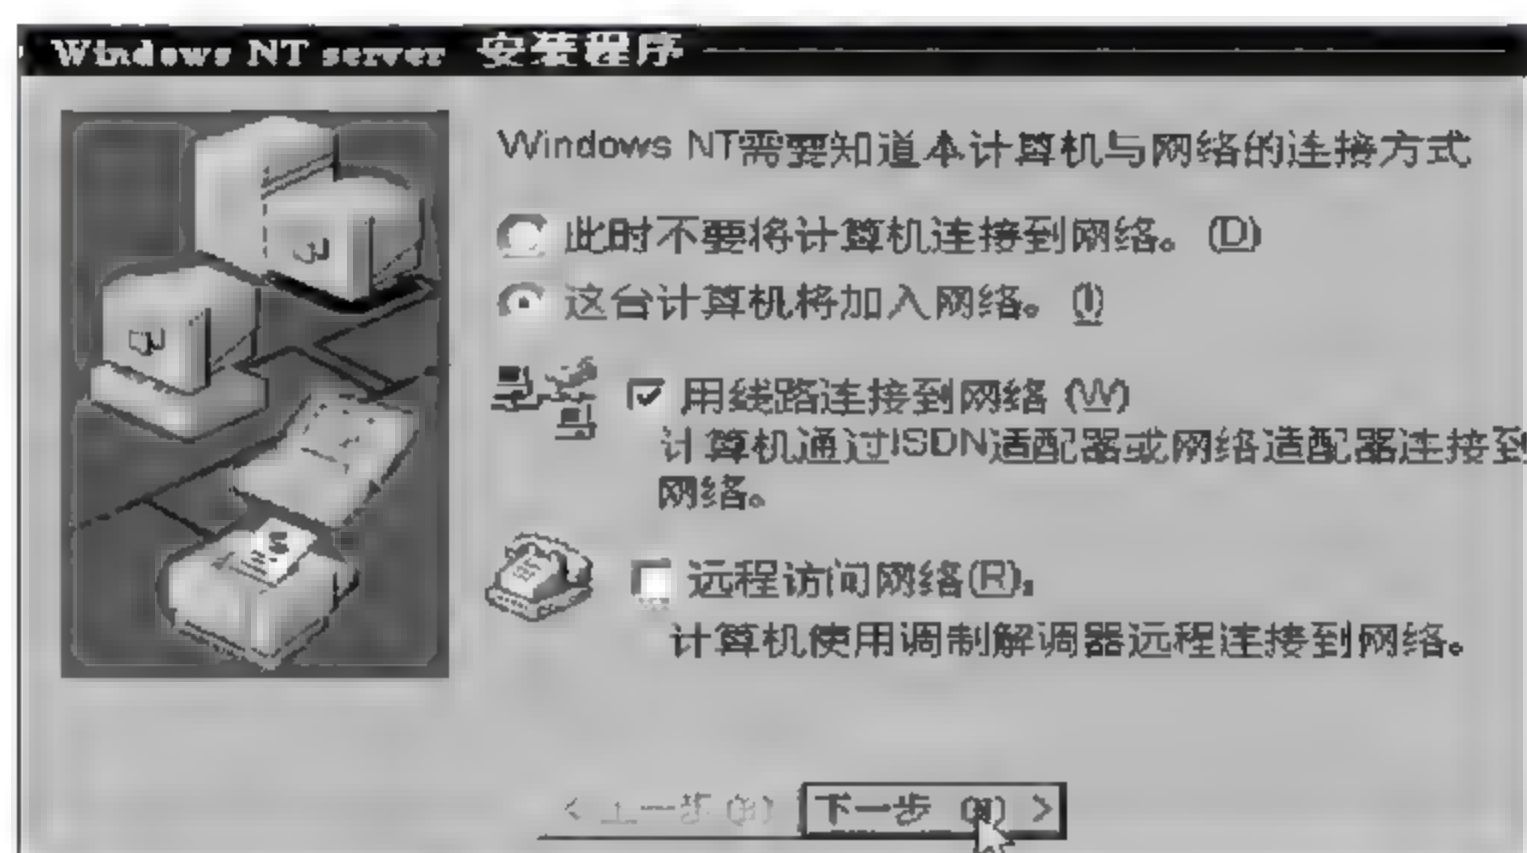 Windows NT server 安装程序
Windows NT需要知道本计算机与网络的连接方式
此时不要将计算机连接到网络。(D)
这台计算机将加入网络。(I)
用线路连接到网络 (W)
计算机通过ISDN适配器或网络适配器连接到
网络。
远程访问网络(R):
计算机使用调制解调器远程连接到网络。
< 上一步 (B) 下一步 (N) >